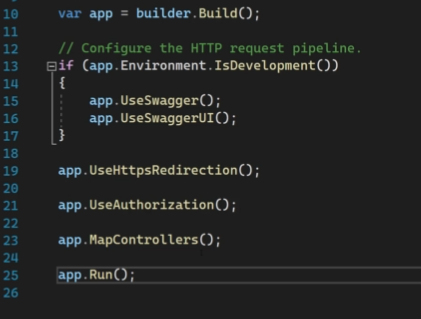 10 var app = builder.Build();
11
12 // Configure the HTTP request pipeline.
13 if (app.Environment.IsDevelopment())
14 {
15 app.UseSwagger();
16 app.UseSwaggerUI();
17 }
18
19 app.UseHttpsRedirection();
20
21 app.UseAuthorization();
22
23 app.MapControllers();
24
25 app.Run();
26